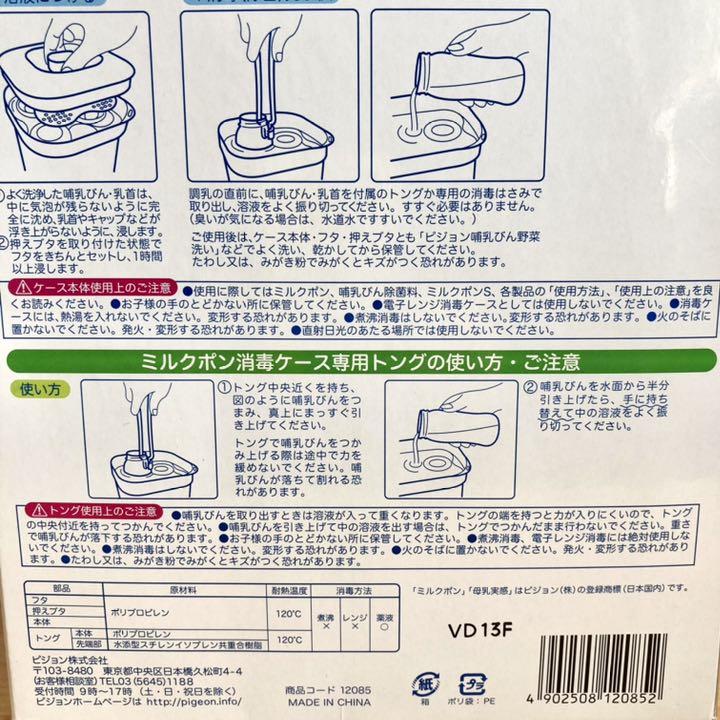 よく洗浄した哺乳びん・乳首は、
中に気泡が残らないように完
全に沈め、乳首やキャップなどが
浮き上がらないように、浸します。
②押えブタを取り付けた状態で
フタをきちんとセットし、1時間
以上浸します。
調乳の直前に、哺乳びん・乳首を付属のトングか専用の消毒はさみで
取り出し、溶液をよく振り切ってください。すすぐ必要はありません。
(臭いが気になる場合は、水道水ですすいでください。)
ご使用後は、ケース本体・フタ・押えブタとも「ピジョン哺乳びん野菜
洗い」などでよく洗い、乾かしてから保管してください。
たわし又は、みがき粉でみがくとキズがつく恐れがあります。
ケース本体使用上のご注意 ●使用に際してはミルクポン、哺乳びん除菌料、ミルクポンS、各製品の「使用方法」、「使用上の注意」を良く
お読みください。●お子様の手のとどかない所に保管してください。●電子レンジ消毒ケースとしては使用しないでください。●消毒ケ
ースには、熱湯を入れないでください。変形する恐れがあります。●煮沸消毒はしないでください。変形する恐れがあります。●火のそばに
置かないでください。発火・変形する恐れがあります。●直射日光のあたる場所では使用しないでください。
ミルクポン消毒ケース専用トングの使い方・ご注意
使い方
①トング中央近くを持ち、
図のように哺乳びんをつ
まみ、真上にまっすぐ引
き上げてください。
トングで哺乳びんをつか
み上げる際は途中で力を
緩めないでください。哺乳
びんが落ちて割れる恐れ
があります。
②哺乳びんを水面から半分
引き上げたら、手に持ち
替えて中の溶液をよく振
り切ってください。
トング使用上のご注意 ●哺乳びんを取り出すときは溶液が入って重くなります。トングの端を持つと力が入りにくいので、トング
の中央付近を持ってつかんでください。●哺乳びんを引き上げて中の溶液を出す場合は、トングでつかんだまま行わないでください。重さ
で哺乳びんが落下する恐れがあります。●お子様の手のとどかない所に保管してください。●煮沸消毒、電子レンジ消毒には絶対使用しな
いでください。●煮沸消毒はしないでください。変形する恐れがあります。●火のそばに置かないでください。発火・変形する恐れがあります。
●たわし又は、みがき粉でみがくとキズがつく恐れがあります。
部品 原材料 耐熱温度 消毒方法
フタ
押えブタ
本体
ポリプロピレン 120℃
トング 本体 ポリプロピレン
先端部 水添型スチレンイソプレン共重合樹脂 120℃
煮沸× レンジ× 薬液○
「ミルクポン」「母乳実感」はピジョン(株)の登録商標(日本国内)です。
VD13F
ピジョン株式会社
〒103-8480 東京都中央区日本橋久松町4-4
(お客様相談室)TEL03(5645)1188
受付時間 9時〜17時(土・日・祝日を除く)
ピジョンホームページは http://pigeon.info/
商品コード 12085
MADE IN CHINA
紙
箱
プラ
ポリ袋:PE
4 902508 120852